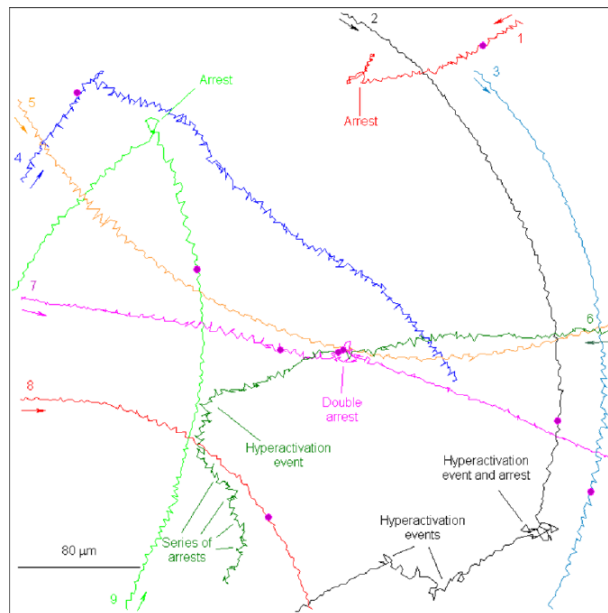 2
1
3
5
Arrest
Arrest
4
7
6
Double
arrest
8
Hyperactivation
event
Hyperactivation
event and arrest
Hyperactivation
events
Series of
arrests
80 µm
9